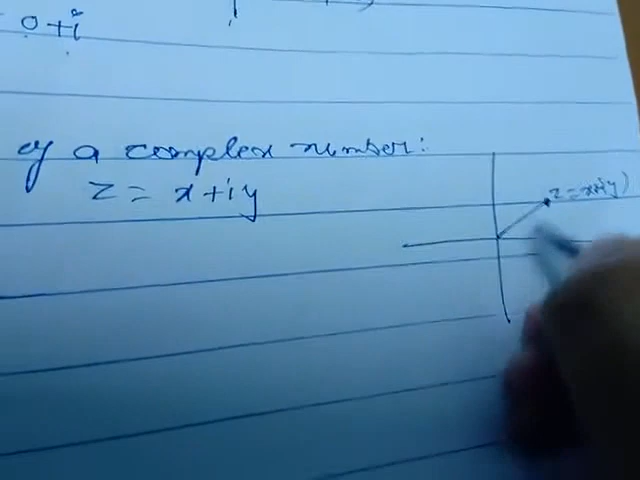 0+i
of a complex number:
z = x+iy
z=x+iy)